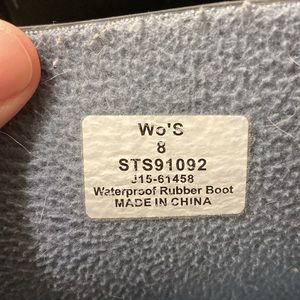 Wo'S
8
STS91092
J15-61458
Waterproof Rubber Boot
MADE IN CHINA